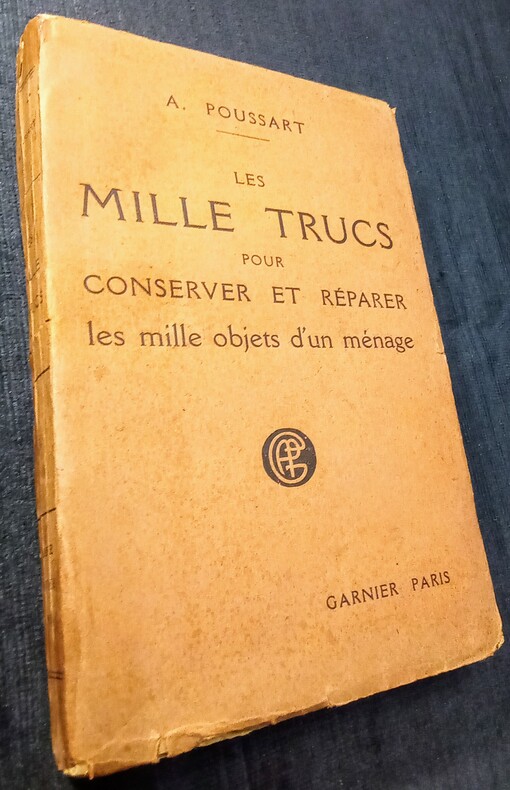 A. POUSSART
LES
MILLE TRUCS
POUR
CONSERVER ET RÉPARER
les mille objets d'un ménage
GARNIER PARIS